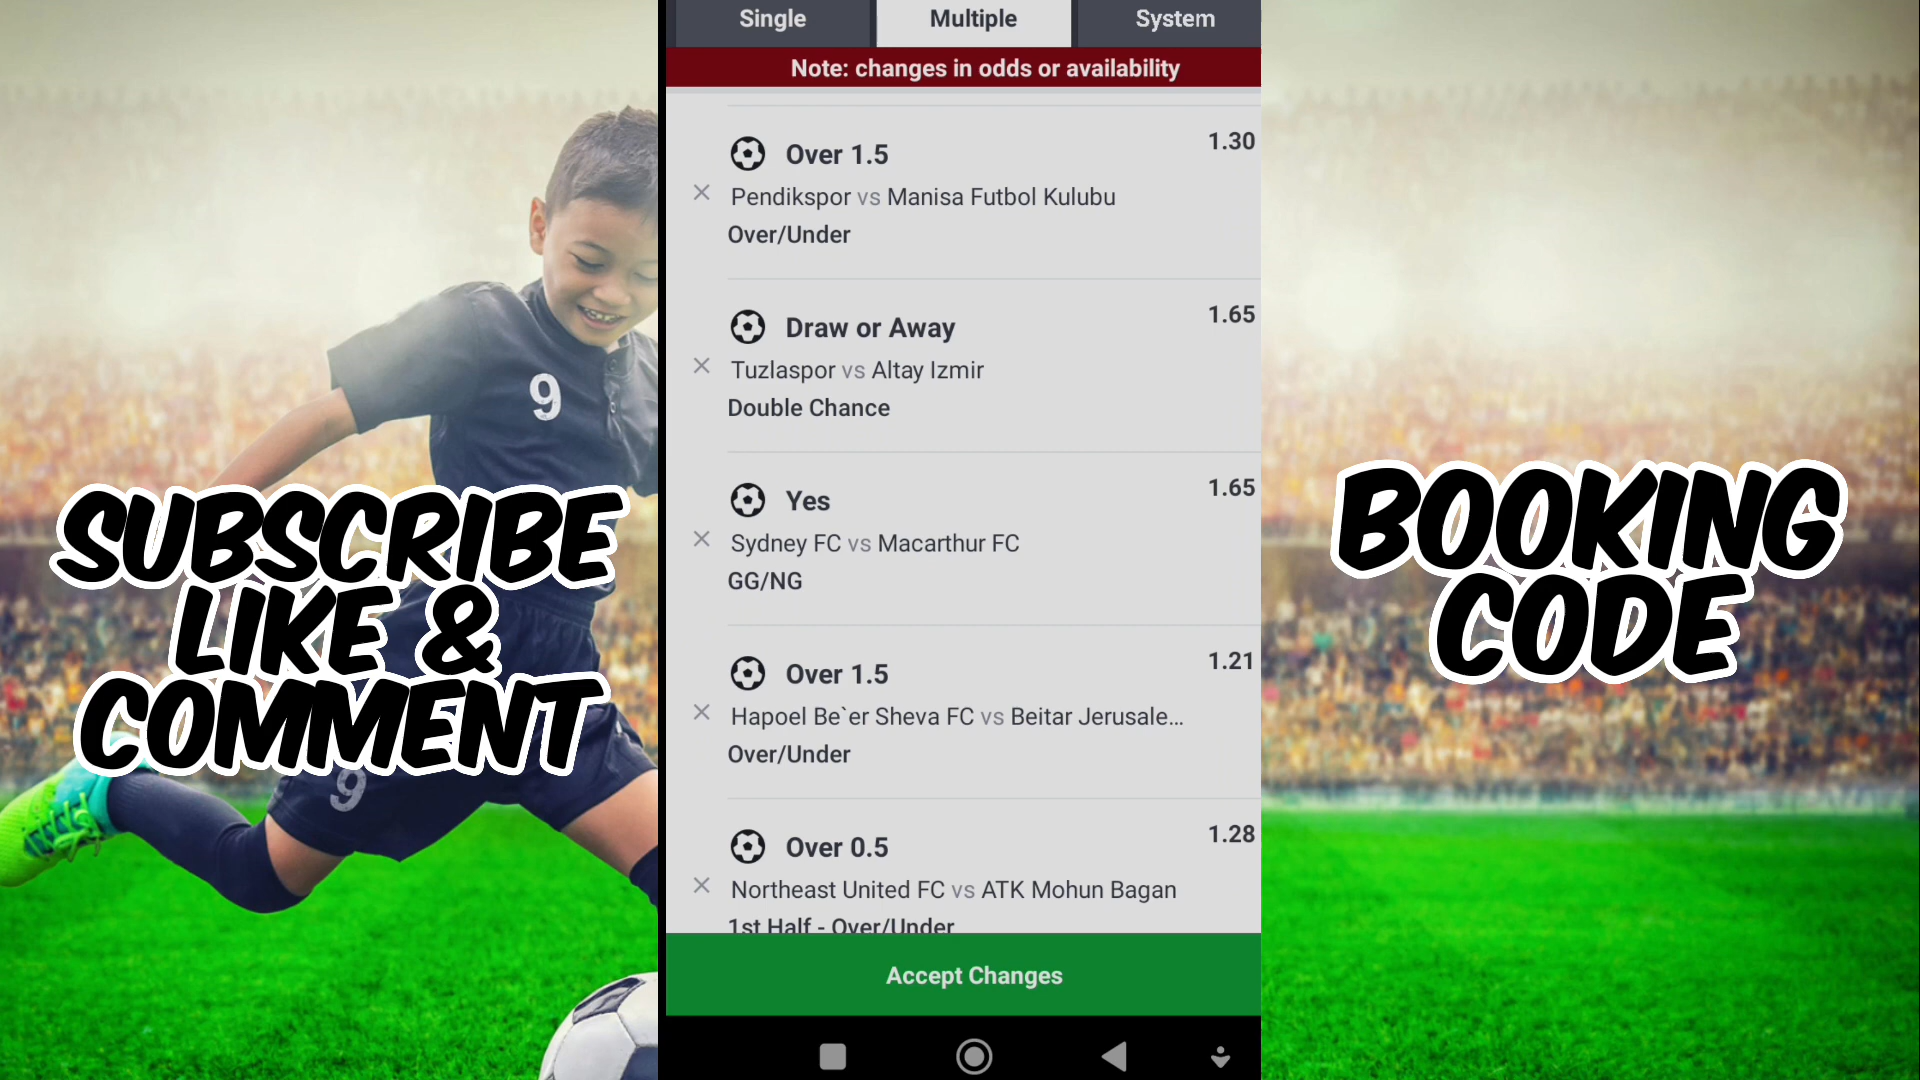 Single
Multiple
System
Note: changes in odds or availability
Over 1.5
1.30
Pendikspor vs Manisa Futbol Kulubu
Over/Under
Draw or Away
1.65
Tuzlaspor vs Altay Izmir
Double Chance
Yes
1.65
Sydney FC vs Macarthur FC
GG/NG
Over 1.5
1.21
Hapoel Be`er Sheva FC vs Beitar Jerusale...
Over/Under
Over 0.5
1.28
Northeast United FC vs ATK Mohun Bagan
1st Half - Over/Under
Accept Changes
9
9
SUBSCRIBE
LIKE &
COMMENT
BOOKING
CODE